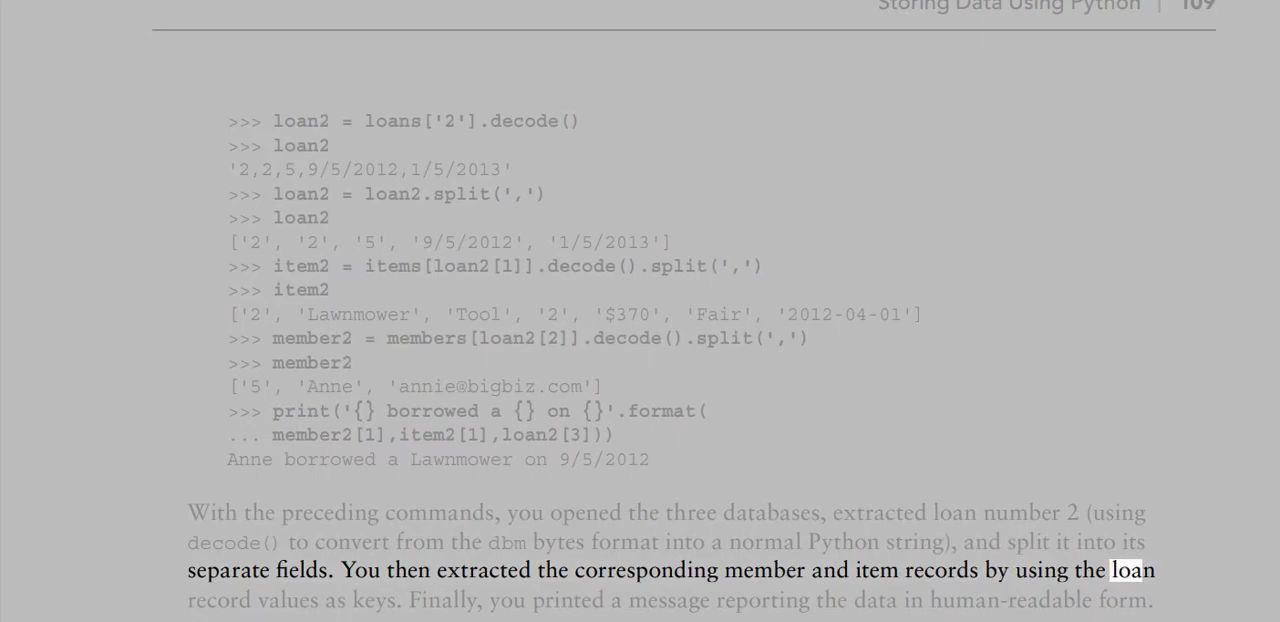 Storing Data Using Python | 109
>>> loan2 = loans['2'].decode()
>>> loan2
'2,2,5,9/5/2012,1/5/2013'
>>> loan2 = loan2.split(',')
>>> loan2
['2', '2', '5', '9/5/2012', '1/5/2013']
>>> item2 = items[loan2[1]].decode().split(',')
>>> item2
['2', 'Lawnmower', 'Tool', '2', '$370', 'Fair', '2012-04-01']
>>> member2 = members[loan2[2]].decode().split(',')
>>> member2
['5', 'Anne', 'annie@bigbiz.com']
>>> print('{} borrowed a {} on {}'.format(
... member2[1],item2[1],loan2[3]))
Anne borrowed a Lawnmower on 9/5/2012
With the preceding commands, you opened the three databases, extracted loan number 2 (using
decode() to convert from the dbm bytes format into a normal Python string), and split it into its
separate fields. You then extracted the corresponding member and item records by using the loan
record values as keys. Finally, you printed a message reporting the data in human-readable form.